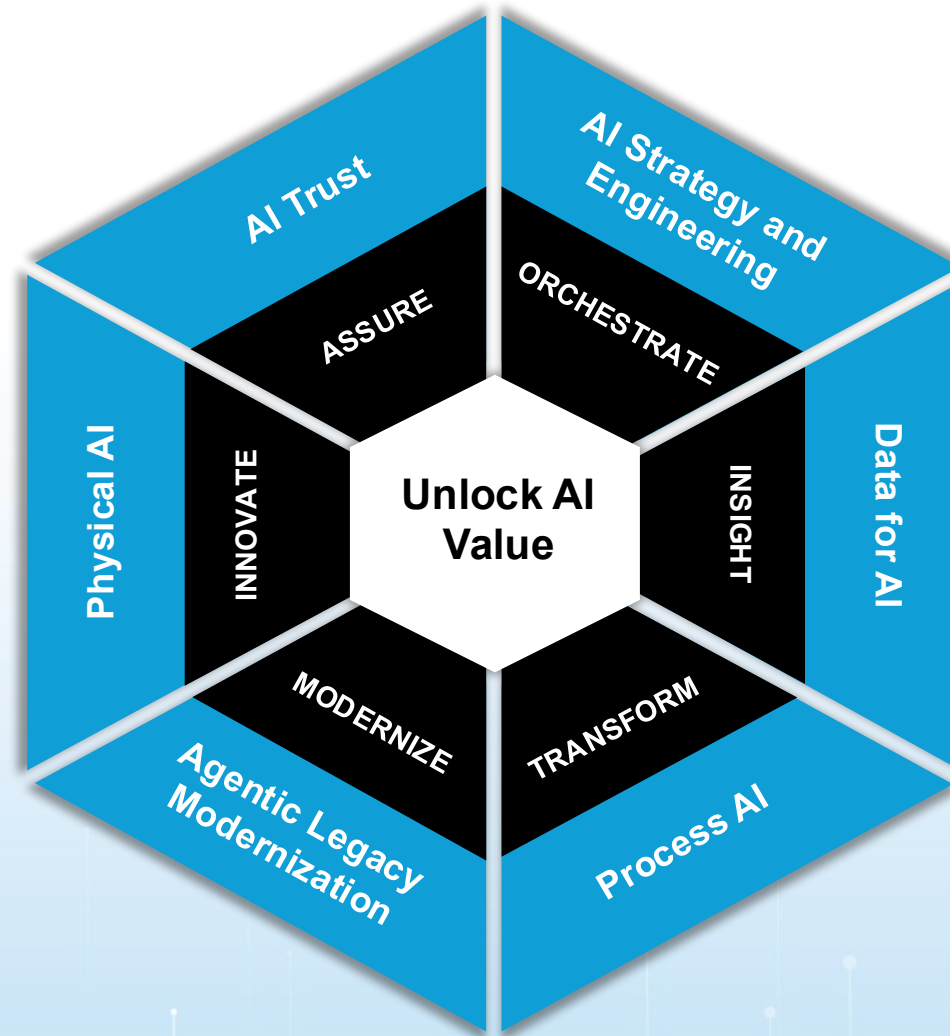 AI Trust
AI Strategy and
Engineering
ASSURE
ORCHESTRATE
Physical AI
INNOVATE
Unlock AI
Value
INSIGHT
Data for AI
MODERNIZE
TRANSFORM
Agentic Legacy
Modernization
Process AI